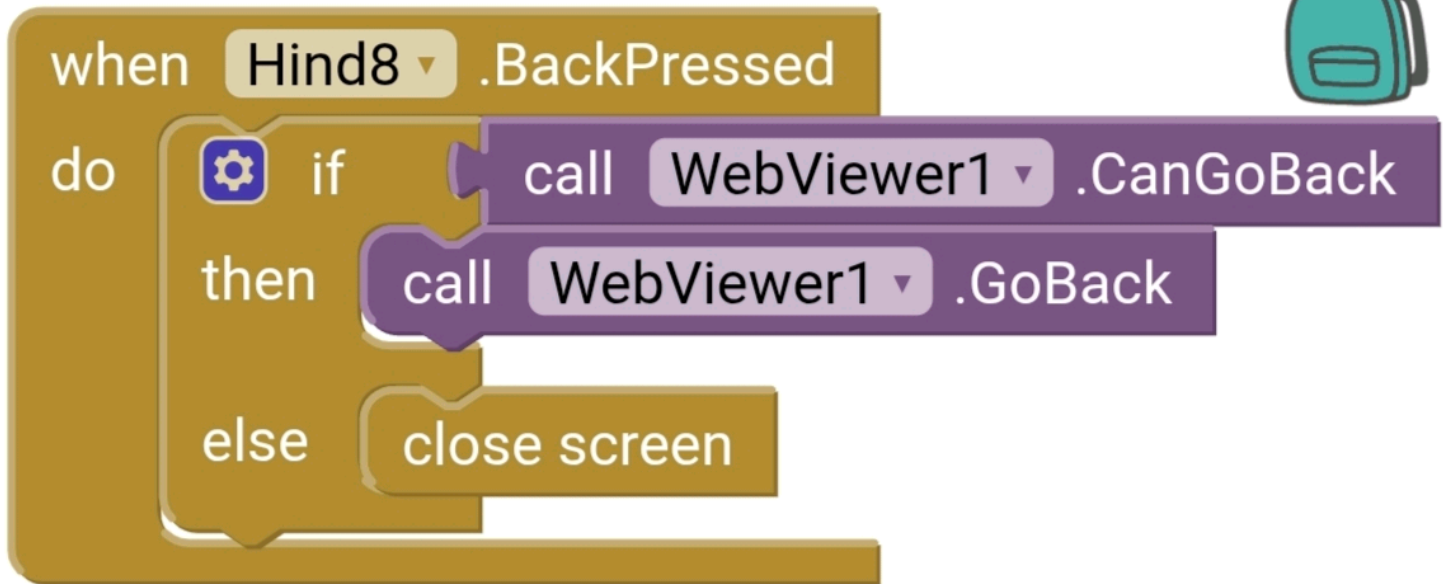 when Hind8 .BackPressed
do if call WebViewer1 .CanGoBack
then call WebViewer1 .GoBack
else close screen